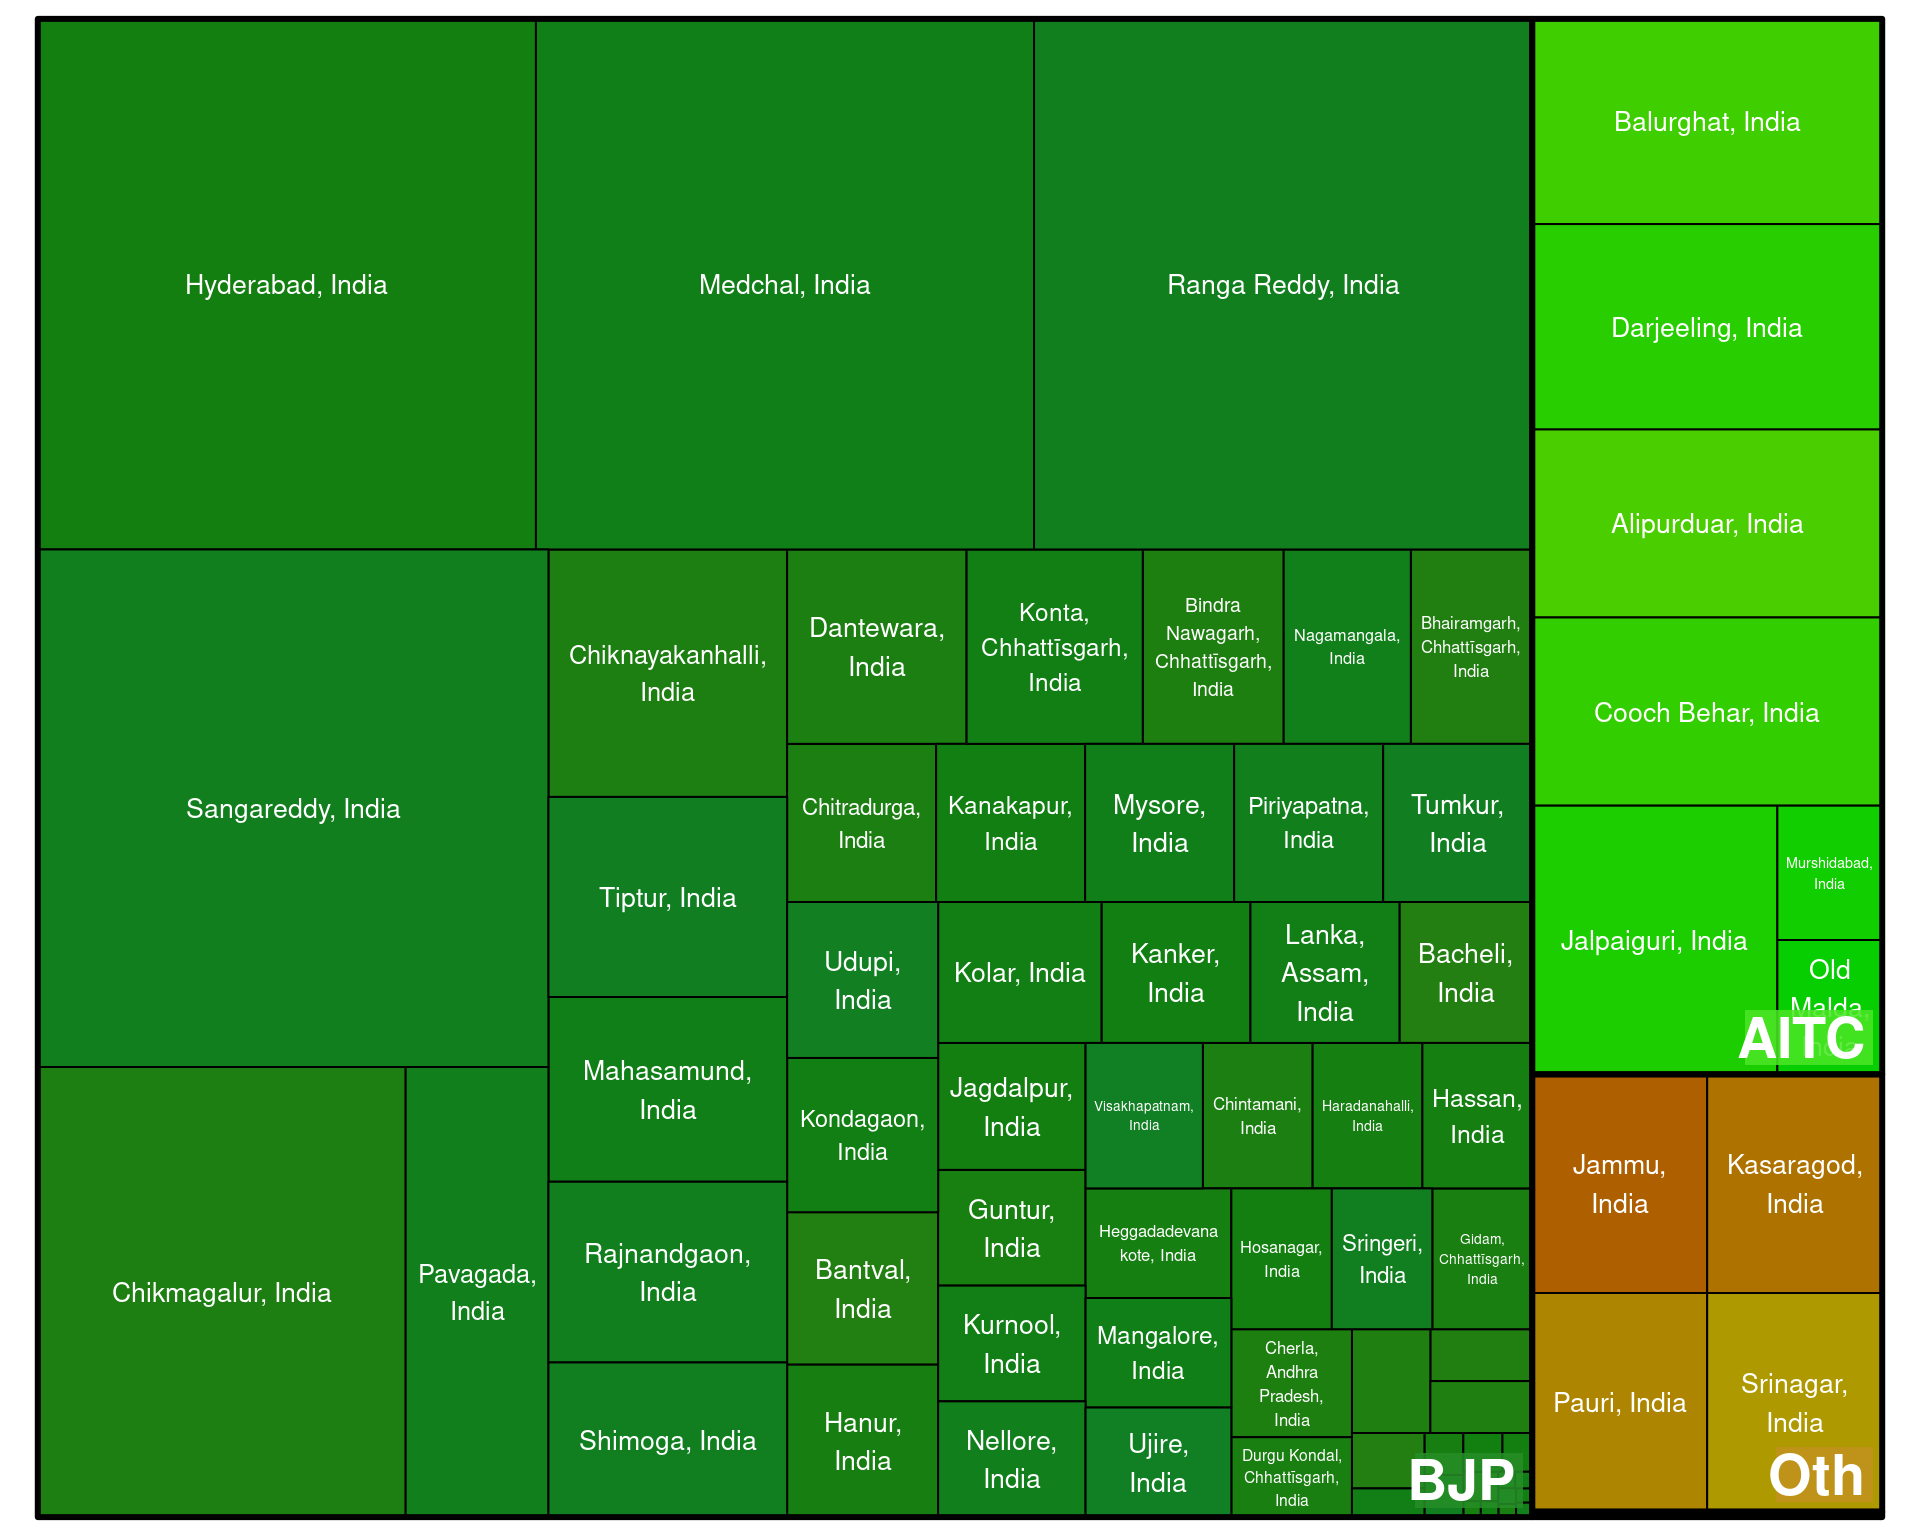 Hyderabad, India
Medchal, India
Ranga Reddy, India
Sangareddy, India
Chikmagalur, India
Pavagada,
India
Chiknayakanhalli,
India
Tiptur, India
Mahasamund,
India
Rajnandgaon,
India
Shimoga, India
Dantewara,
India
Konta,
Chhattīsgarh,
India
Bindra
Nawagarh,
Chhattīsgarh,
India
Nagamangala,
India
Bhairamgarh,
Chhattīsgarh,
India
Chitradurga,
India
Kanakapur,
India
Mysore,
India
Piriyapatna,
India
Tumkur,
India
Udupi,
India
Kondagaon,
India
Bantval,
India
Hanur,
India
Kolar, India
Kanker,
India
Lanka,
Assam,
India
Bacheli,
India
Jagdalpur,
India
Guntur,
India
Kurnool,
India
Nellore,
India
Visakhapatnam,
India
Chintamani,
India
Haradanahalli,
India
Hassan,
India
Heggadadevana
kote, India
Mangalore,
India
Ujire,
India
Hosanagar,
India
Sringeri,
India
Gidam,
Chhattīsgarh,
India
Cherla,
Andhra
Pradesh,
India
Durgu Kondal,
Chhattīsgarh,
India
BJP
Balurghat, India
Darjeeling, India
Alipurduar, India
Cooch Behar, India
Jalpaiguri, India
Murshidabad,
India
Old
Malda,
India
AITC
Jammu,
India
Kasaragod,
India
Pauri, India
Srinagar,
India
Oth